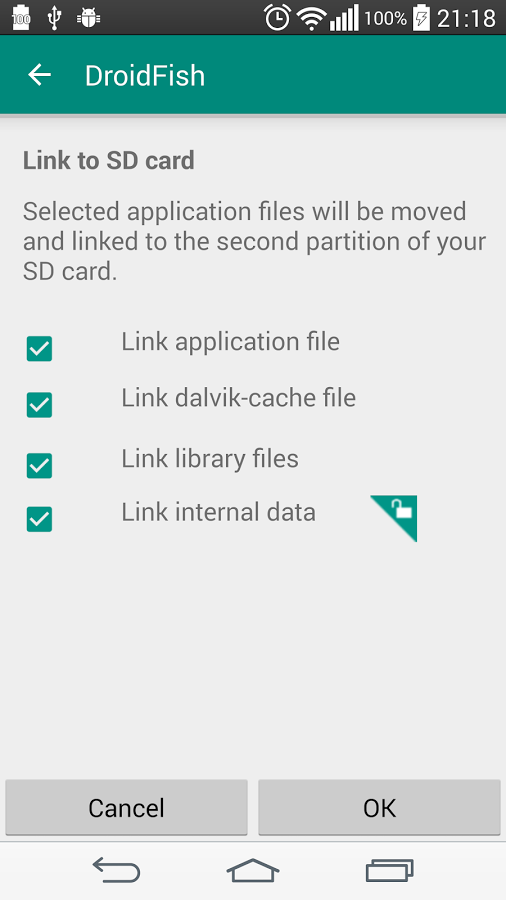 100 100% 21:18
DroidFish
Link to SD card
Selected application files will be moved
and linked to the second partition of your
SD card.
Link application file
Link dalvik-cache file
Link library files
Link internal data
Cancel OK